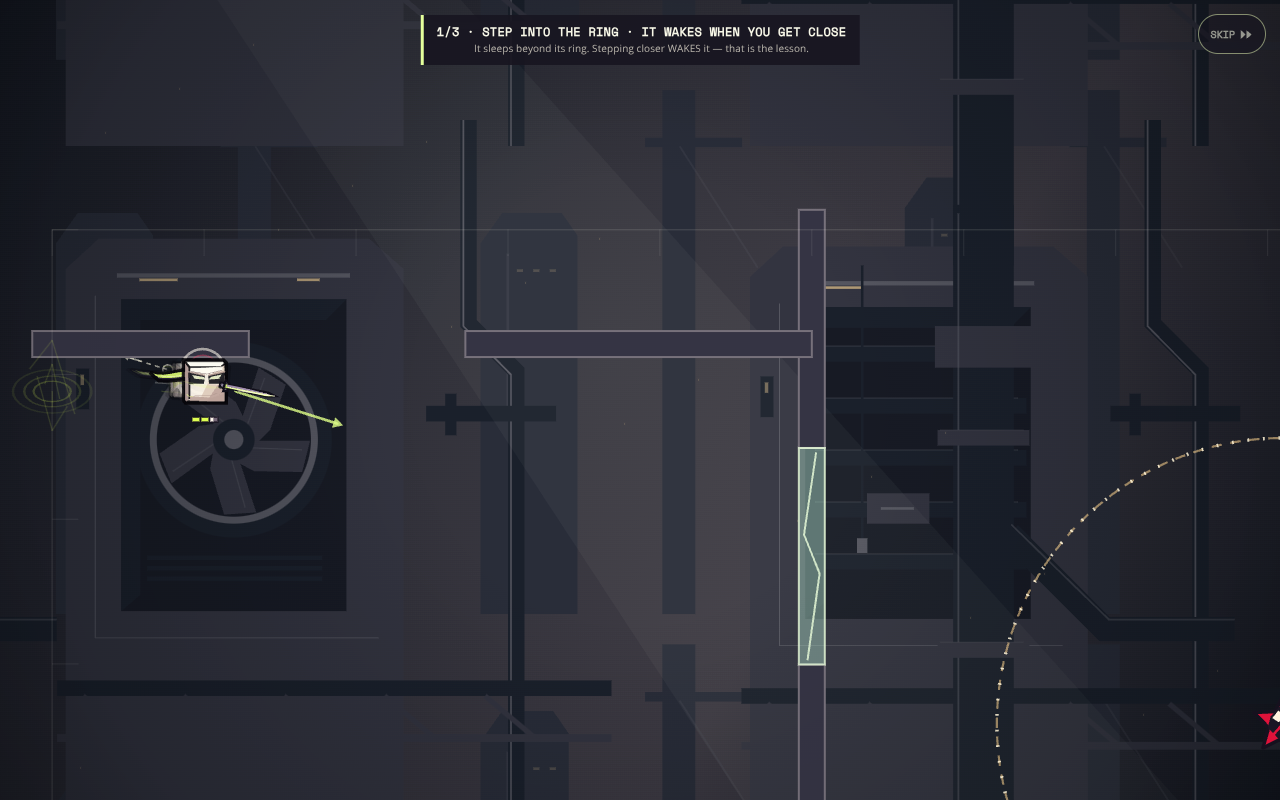 1/3 · STEP INTO THE RING · IT WAKES WHEN YOU GET CLOSE
It sleeps beyond its ring. Stepping closer WAKES it — that is the lesson.
SKIP